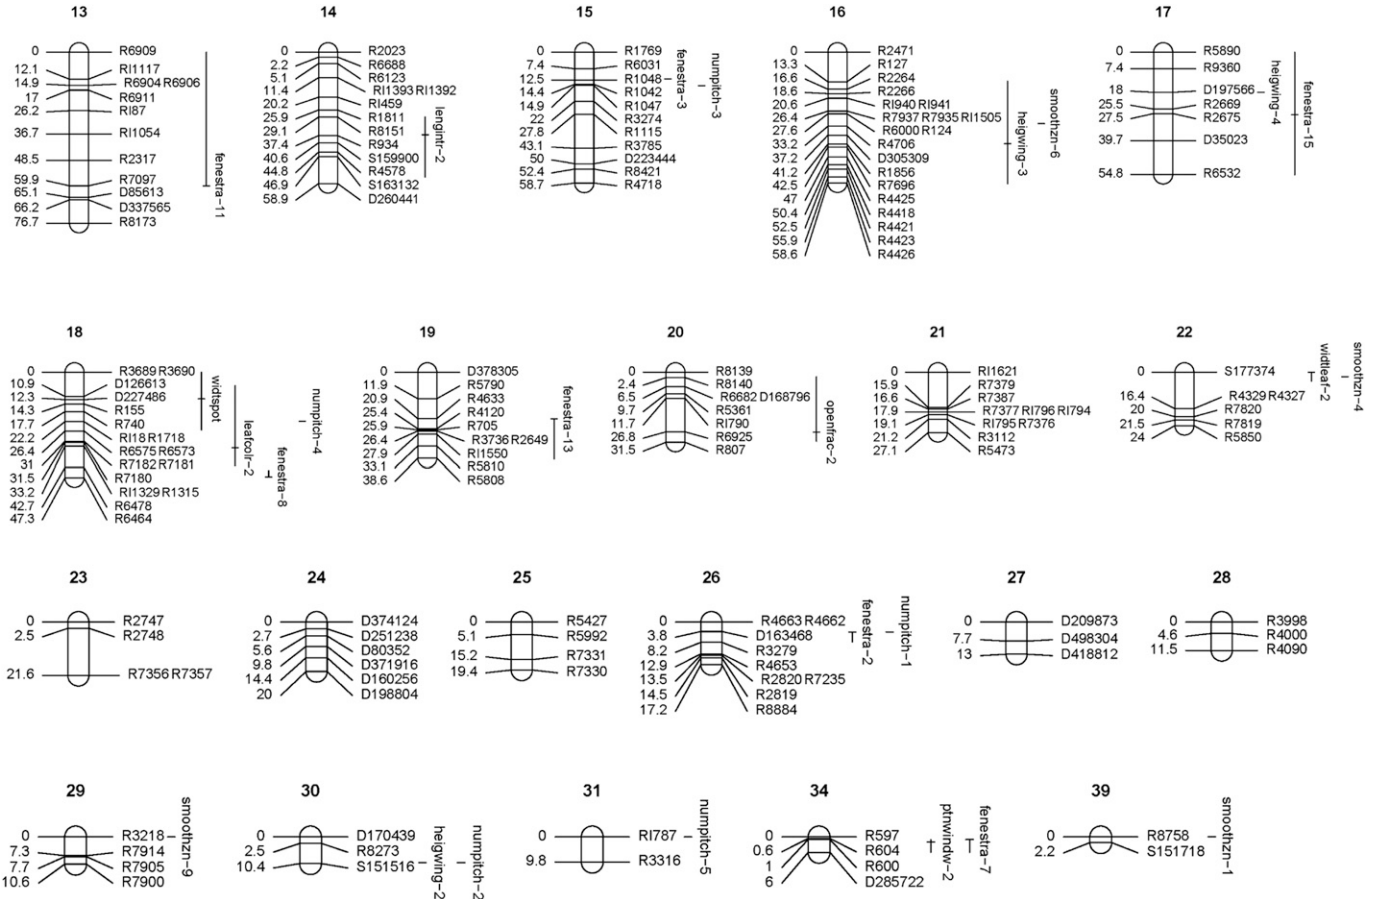 13
0 R6909
12.1 RI1117
14.9 R6904 R6906
17 R6911
26.2 RI87
36.7 RI1054
48.5 R2317
59.9 R7097
65.1 D85613
66.2 D337565
76.7 R8173
fenestra-11
14
0 R2023
2.2 R6688
5.1 R6123
11.4 RI1393 RI1392
20.2 RI459
25.9 R1811
29.1 R8151
37.4 R934
40.6 S159900
44.8 R4578
46.9 S163132
58.9 D260441
lengintr-2
15
0 R1769
7.4 R6031
12.5 R1048
14.4 R1042
14.9 R1047
22 R3274
27.8 R1115
43.1 R3785
50 D223444
52.4 R8421
58.7 R4718
fenestra-3
numpitch-3
16
0 R2471
13.3 R127
16.6 R2264
18.6 R2266
20.6 RI940 RI941
26.4 R7937 R7935 RI1505
27.6 R6000 R124
33.2 R4706
37.2 D305309
41.2 R1856
42.5 R7696
47 R4425
50.4 R4418
52.5 R4421
55.9 R4423
58.6 R4426
heigwing-3
smoothzn-6
17
0 R5890
7.4 R9360
18 D197566
25.5 R2669
27.5 R2675
39.7 D35023
54.8 R6532
heigwing-4
fenestra-15
18
0 R3689 R3690
10.9 D126613
12.3 D227486
14.3 R155
17.7 R740
22.2 RI18 R1718
26.4 R6575 R6573
31 R7182 R7181
31.5 R7180
33.2 RI1329 R1315
42.7 R6478
47.3 R6464
widtspot
leafcolr-2
fenestra-8
numpitch-4
19
0 D378305
11.9 R5790
20.9 R4633
25.4 R4120
25.9 R705
26.4 R3736 R2649
27.9 RI1550
33.1 R5810
38.6 R5808
fenestra-13
20
0 R8139
2.4 R8140
6.5 R6682 D168796
9.7 R5361
11.7 RI790
26.8 R6925
31.5 R807
openfrac-2
21
0 RI1621
15.9 R7379
16.6 R7387
17.9 R7377 RI796 RI794
19.1 RI795 R7376
21.2 R3112
27.1 R5473
22
0 S177374
16.4 R4329 R4327
20 R7820
21.5 R7819
24 R5850
widtleaf-2
smoothzn-4
23
0 R2747
2.5 R2748
21.6 R7356 R7357
24
0 D374124
2.7 D251238
5.6 D80352
9.8 D371916
14.4 D160256
20 D198804
25
0 R5427
5.1 R5992
15.2 R7331
19.4 R7330
26
0 R4663 R4662
3.8 D163468
8.2 R3279
12.9 R4653
13.5 R2820 R7235
14.5 R2819
17.2 R8884
fenestra-2
numpitch-1
27
0 D209873
7.7 D498304
13 D418812
28
0 R3998
4.6 R4000
11.5 R4090
29
0 R3218
7.3 R7914
7.7 R7905
10.6 R7900
smoothzn-9
30
0 D170439
2.5 R8273
10.4 S151516
heigwing-2
numpitch-2
31
0 RI787
9.8 R3316
numpitch-5
34
0 R597
0.6 R604
1 R600
6 D285722
ptnwindw-2
fenestra-7
39
0 R8758
2.2 S151718
smoothzn-1